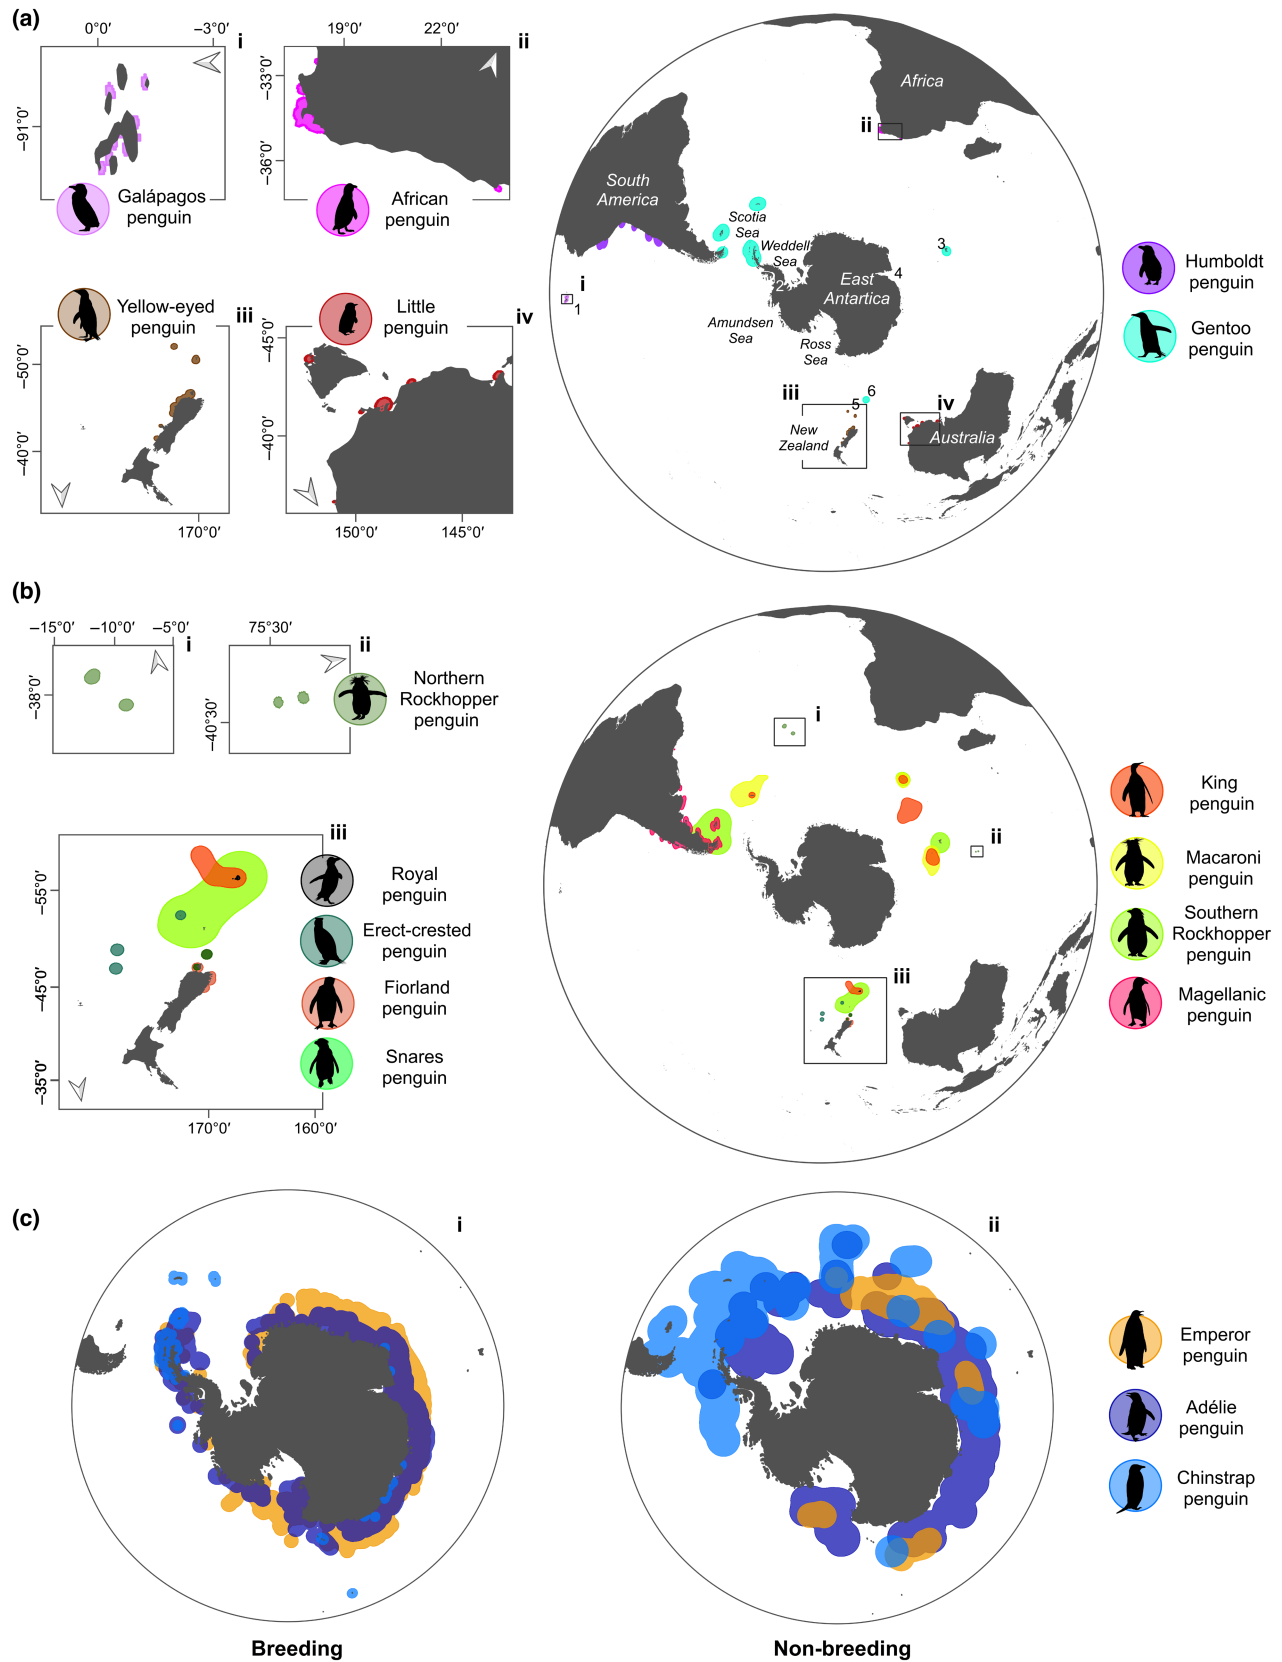 (a)
0°0′
−3°0′
i
−91°0′
Galápagos
penguin
19°0′
22°0′
ii
−33°0′
−36°0′
African
penguin
Yellow-eyed
penguin
iii
−50°0′
−40°0′
170°0′
Little
penguin
iv
−45°0′
−40°0′
150°0′
145°0′
Africa
ii
South
America
Scotia
Sea
Weddell
Sea
3
i
1
2
East
Antartica
4
Amundsen
Sea
Ross
Sea
iii
5
6
iv
New
Zealand
Australia
Humboldt
penguin
Gentoo
penguin
(b)
−15°0′
−10°0′
−5°0′
i
−38°0′
75°30′
ii
−40°30′
Northern
Rockhopper
penguin
iii
−55°0′
−45°0′
−35°0′
170°0′
160°0′
Royal
penguin
Erect-crested
penguin
Fiorland
penguin
Snares
penguin
i
ii
iii
King
penguin
Macaroni
penguin
Southern
Rockhopper
penguin
Magellanic
penguin
(c)
i
ii
Emperor
penguin
Adélie
penguin
Chinstrap
penguin
Breeding
Non-breeding